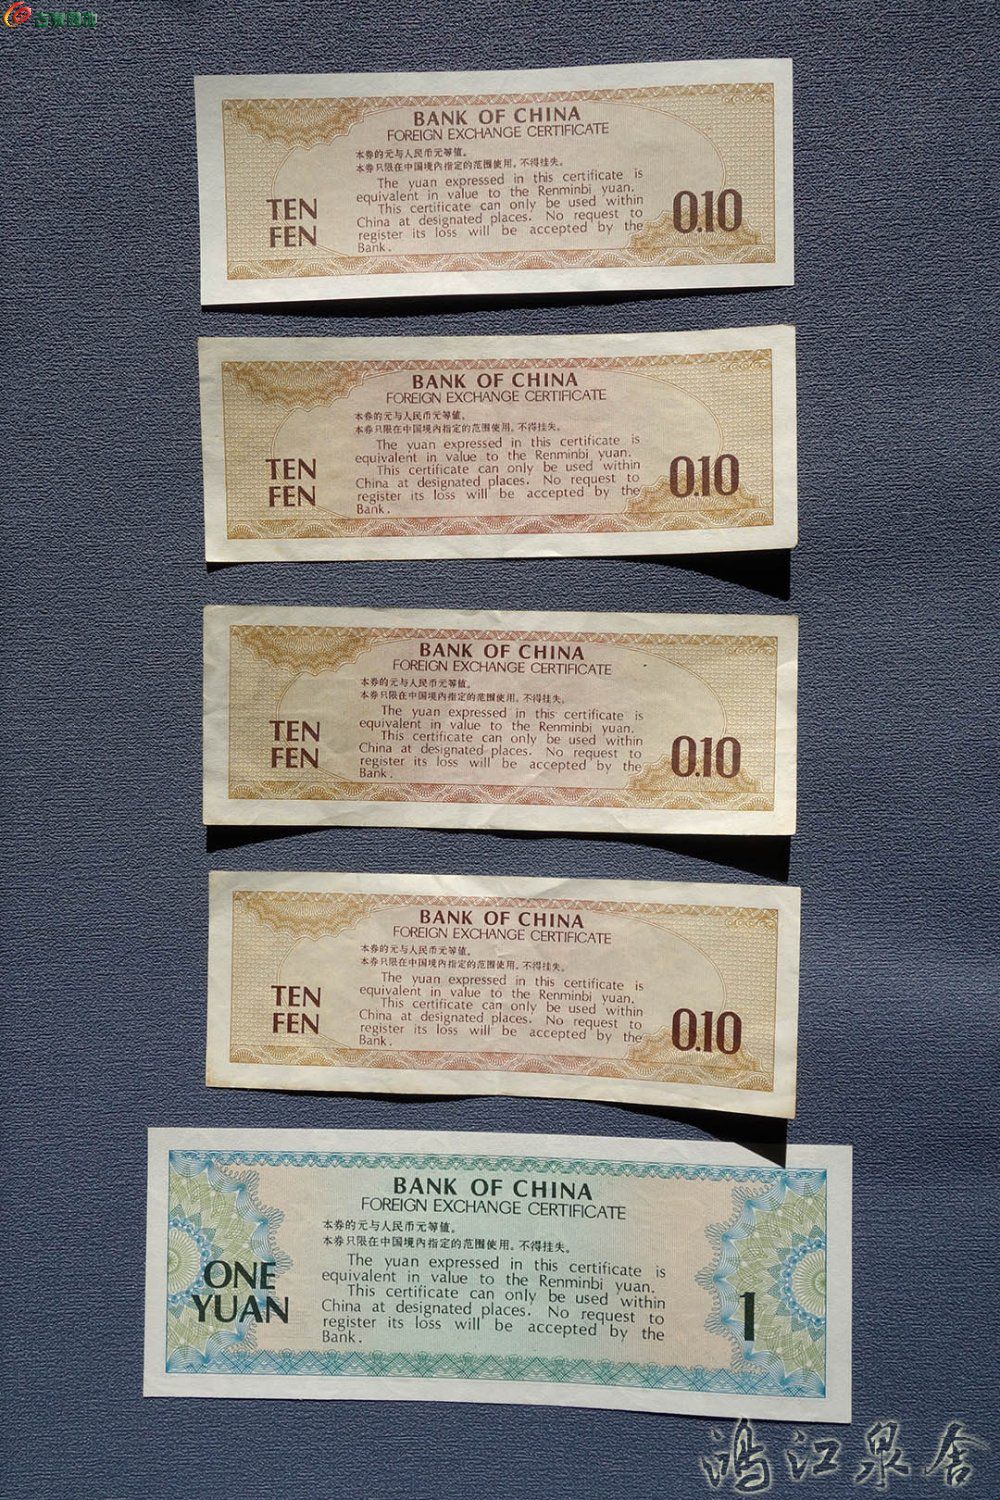 BANK OF CHINA
FOREIGN EXCHANGE CERTIFICATE
本券的元与人民币元等值。
本券只限在中国境内指定的范围使用，不得挂失。
The yuan expressed in this certificate is
equivalent in value to the Renminbi yuan.
This certificate can only be used within
China at designated places. No request to
register its loss will be accepted by the
Bank.
TEN
FEN
0.10
BANK OF CHINA
FOREIGN EXCHANGE CERTIFICATE
本券的元与人民币元等值。
本券只限在中国境内指定的范围使用，不得挂失。
The yuan expressed in this certificate is
equivalent in value to the Renminbi yuan.
This certificate can only be used within
China at designated places. No request to
register its loss will be accepted by the
Bank.
TEN
FEN
0.10
BANK OF CHINA
FOREIGN EXCHANGE CERTIFICATE
本券的元与人民币元等值。
本券只限在中国境内指定的范围使用，不得挂失。
The yuan expressed in this certificate is
equivalent in value to the Renminbi yuan.
This certificate can only be used within
China at designated places. No request to
register its loss will be accepted by the
Bank.
TEN
FEN
0.10
BANK OF CHINA
FOREIGN EXCHANGE CERTIFICATE
本券的元与人民币元等值。
本券只限在中国境内指定的范围使用，不得挂失。
The yuan expressed in this certificate is
equivalent in value to the Renminbi yuan.
This certificate can only be used within
China at designated places. No request to
register its loss will be accepted by the
Bank.
TEN
FEN
0.10
BANK OF CHINA
FOREIGN EXCHANGE CERTIFICATE
本券的元与人民币元等值。
本券只限在中国境内指定的范围使用，不得挂失。
The yuan expressed in this certificate is
equivalent in value to the Renminbi yuan.
This certificate can only be used within
China at designated places. No request to
register its loss will be accepted by the
Bank.
ONE
YUAN
1
鸿江泉舍